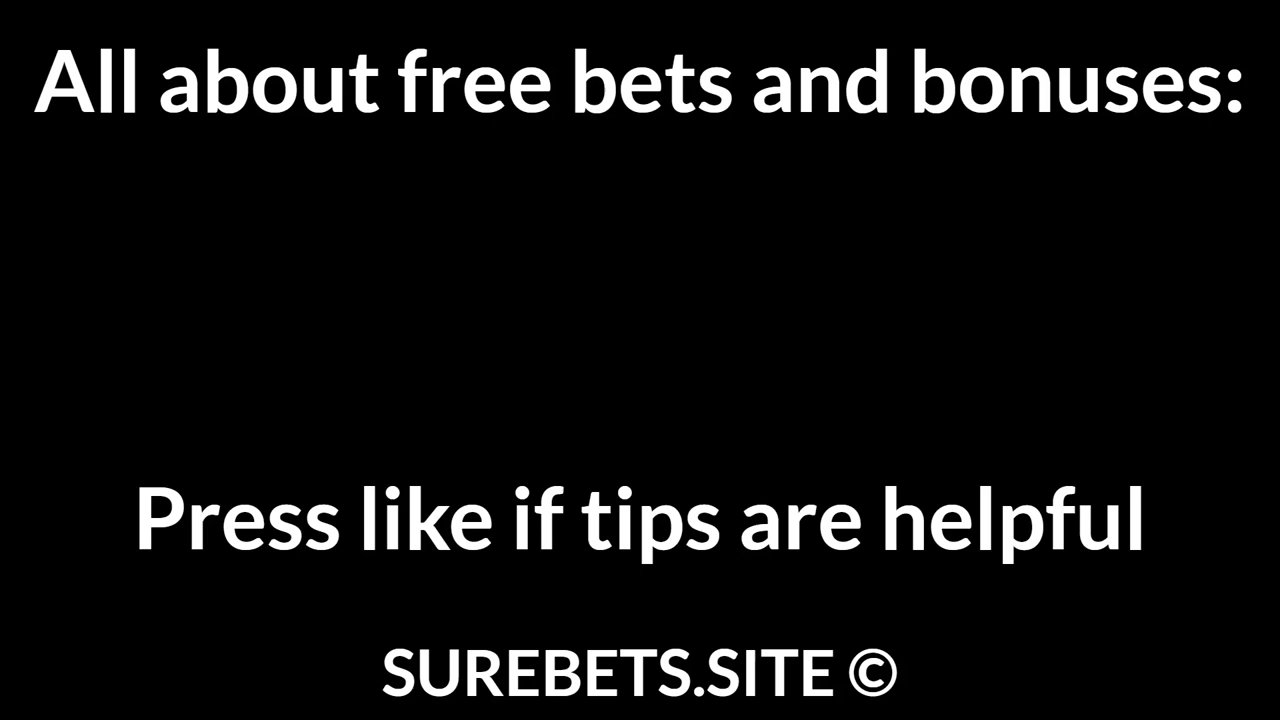 All about free bets and bonuses:
Press like if tips are helpful
SUREBETS.SITE ©